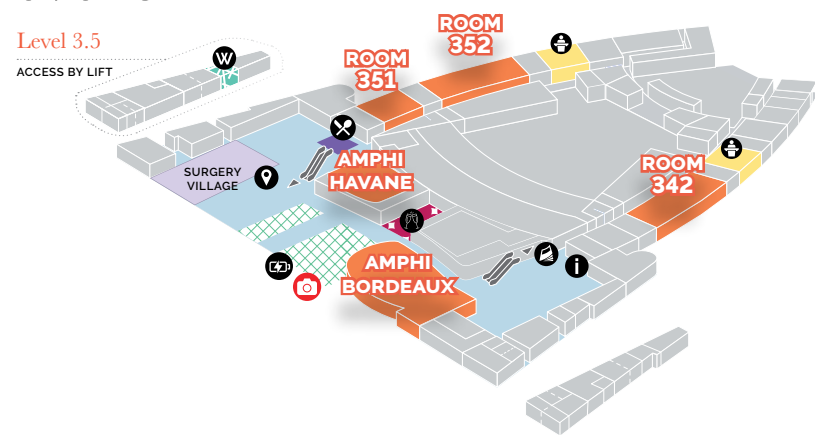 Level 3.5
ACCESS BY LIFT
W
ROOM
351
ROOM
352
SURGERY
VILLAGE
AMPHI
HAVANE
ROOM
342
AMPHI
BORDEAUX
i